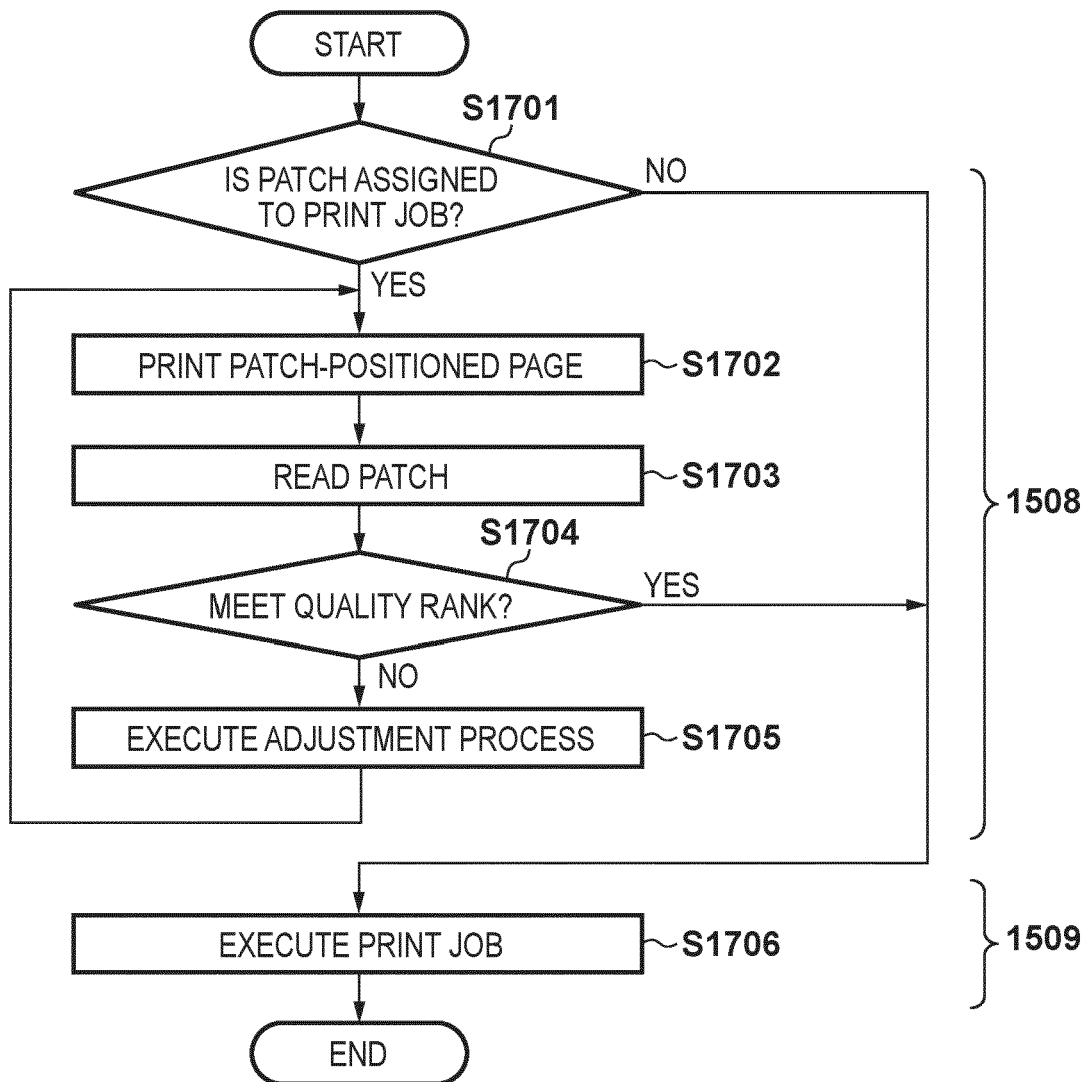 START
S1701
IS PATCH ASSIGNED
TO PRINT JOB?
NO
YES
PRINT PATCH-POSITIONED PAGE
S1702
READ PATCH
S1703
1508
S1704
MEET QUALITY RANK?
YES
NO
EXECUTE ADJUSTMENT PROCESS
S1705
EXECUTE PRINT JOB
S1706
1509
END